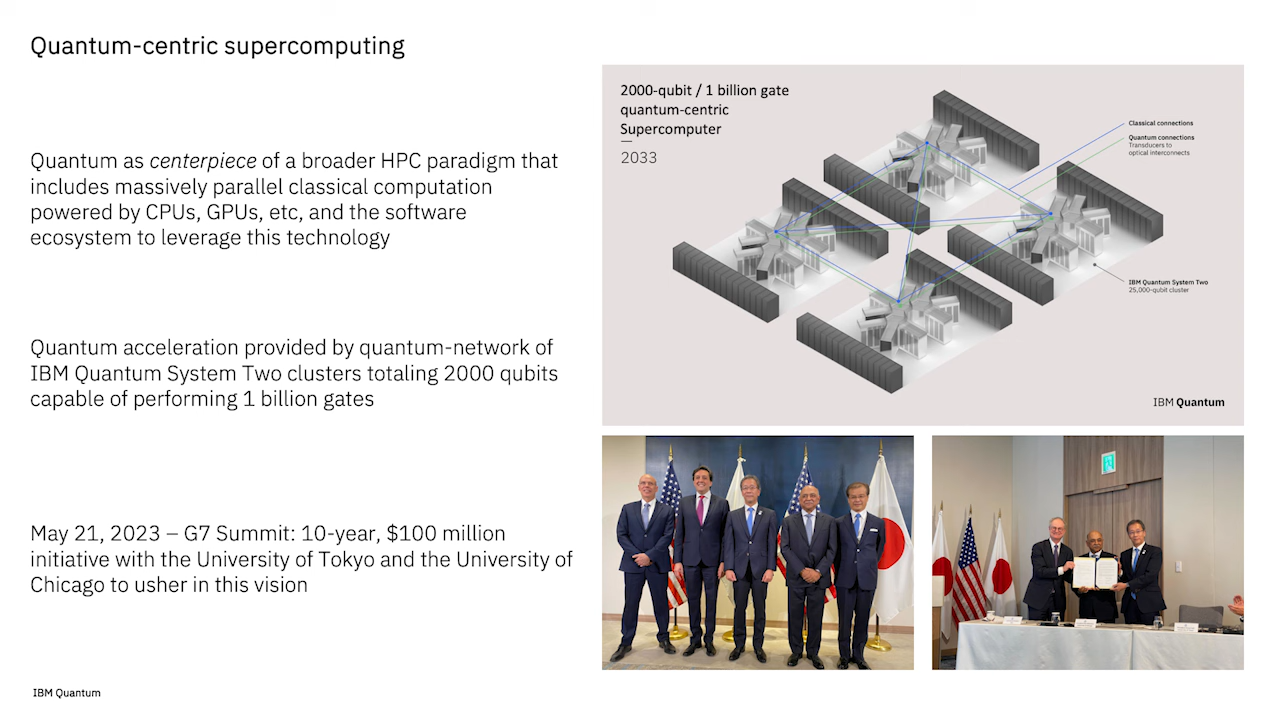 Quantum-centric supercomputing
Quantum as centerpiece of a broader HPC paradigm that
includes massively parallel classical computation
powered by CPUs, GPUs, etc, and the software
ecosystem to leverage this technology
Quantum acceleration provided by quantum-network of
IBM Quantum System Two clusters totaling 2000 qubits
capable of performing 1 billion gates
May 21, 2023 – G7 Summit: 10-year, $100 million
initiative with the University of Tokyo and the University of
Chicago to usher in this vision
IBM Quantum
2000-qubit / 1 billion gate
quantum-centric
Supercomputer
2033
Classical connections
Quantum connections
Transducers to
optical interconnects
IBM Quantum System Two
25,000-qubit cluster
IBM Quantum